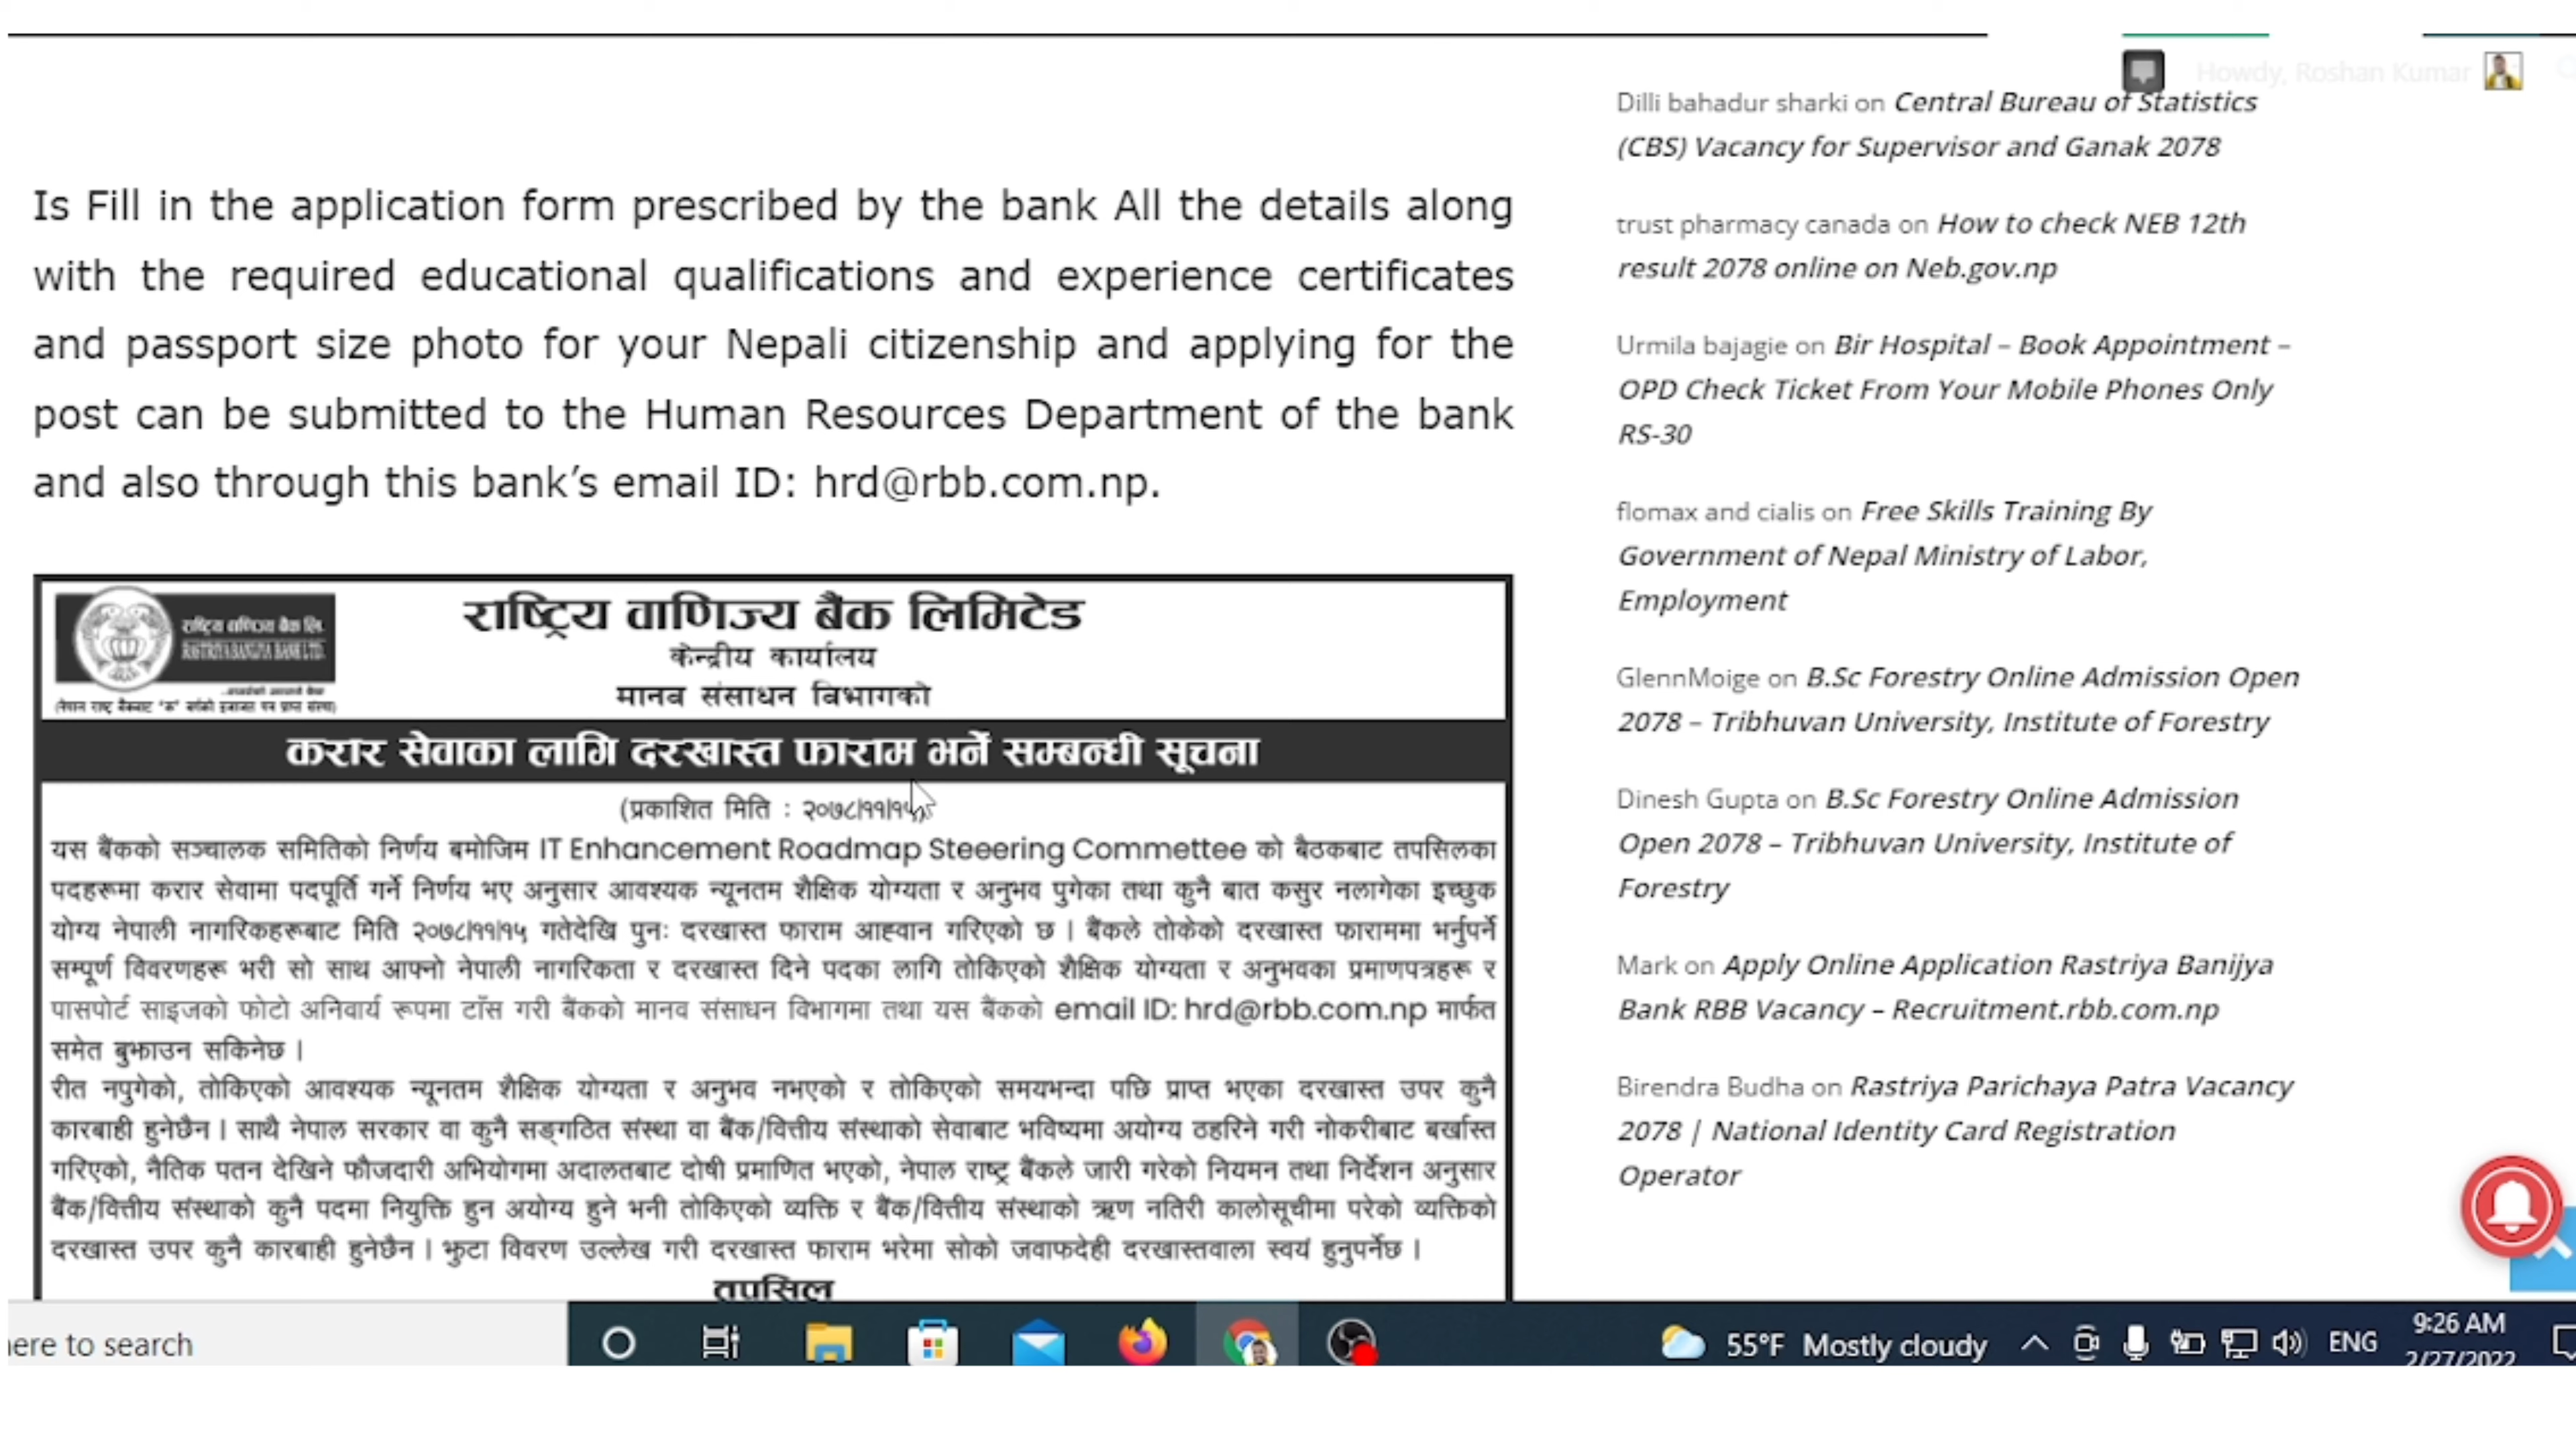 Howdy, Roshan Kumar
Is Fill in the application form prescribed by the bank All the details along
with the required educational qualifications and experience certificates
and passport size photo for your Nepali citizenship and applying for the
post can be submitted to the Human Resources Department of the bank
and also through this bank’s email ID: hrd@rbb.com.np.
राष्ट्रिय वाणिज्य बैंक लि.
RASTRIYA BANIJYA BANK LTD.
राष्ट्रिय वाणिज्य बैंक लिमिटेड
केन्द्रीय कार्यालय
मानव संसाधन विभागको
करार सेवाका लागि दरखास्त फाराम भर्ने सम्बन्धी सूचना
(प्रकाशित मिति : २०७८।११।१५)
यस बैंकको सञ्चालक समितिको निर्णय बमोजिम IT Enhancement Roadmap Steeering Commettee को बैठकबाट तपसिलका
पदहरूमा करार सेवामा पदपूर्ति गर्ने निर्णय भए अनुसार आवश्यक न्यूनतम शैक्षिक योग्यता र अनुभव पुगेका तथा कुनै बात कसुर नलागेका इच्छुक
योग्य नेपाली नागरिकहरूबाट मिति २०७८।११।१५ गतेदेखि पुनः दरखास्त फाराम आह्वान गरिएको छ । बैंकले तोकेको दरखास्त फाराममा भर्नुपर्ने
सम्पूर्ण विवरणहरू भरी सो साथ आफ्नो नेपाली नागरिकता र दरखास्त दिने पदका लागि तोकिएको शैक्षिक योग्यता र अनुभवका प्रमाणपत्रहरू र
पासपोर्ट साइजको फोटो अनिवार्य रूपमा टाँस गरी बैंकको मानव संसाधन विभागमा तथा यस बैंकको email ID: hrd@rbb.com.np मार्फत
समेत बुझाउन सकिनेछ ।
रीत नपुगेको, तोकिएको आवश्यक न्यूनतम शैक्षिक योग्यता र अनुभव नभएको र तोकिएको समयभन्दा पछि प्राप्त भएका दरखास्त उपर कुनै
कारबाही हुनेछैन । साथै नेपाल सरकार वा कुनै सङ्गठित संस्था वा बैंक/वित्तीय संस्थाको सेवाबाट भविष्यमा अयोग्य ठहरिने गरी नोकरीबाट बर्खास्त
गरिएको, नैतिक पतन देखिने फौजदारी अभियोगमा अदालतबाट दोषी प्रमाणित भएको, नेपाल राष्ट्र बैंकले जारी गरेको नियमन तथा निर्देशन अनुसार
बैंक/वित्तीय संस्थाको कुनै पदमा नियुक्ति हुन अयोग्य हुने भनी तोकिएको व्यक्ति र बैंक/वित्तीय संस्थाको ऋण नतिरी कालोसूचीमा परेको व्यक्तिको
दरखास्त उपर कुनै कारबाही हुनेछैन । झुटा विवरण उल्लेख गरी दरखास्त फाराम भरेमा सोको जवाफदेही दरखास्तवाला स्वयं हुनुपर्नेछ ।
तपसिल
Dilli bahadur sharki on Central Bureau of Statistics
(CBS) Vacancy for Supervisor and Ganak 2078
trust pharmacy canada on How to check NEB 12th
result 2078 online on Neb.gov.np
Urmila bajagie on Bir Hospital – Book Appointment –
OPD Check Ticket From Your Mobile Phones Only
RS-30
flomax and cialis on Free Skills Training By
Government of Nepal Ministry of Labor,
Employment
GlennMoige on B.Sc Forestry Online Admission Open
2078 – Tribhuvan University, Institute of Forestry
Dinesh Gupta on B.Sc Forestry Online Admission
Open 2078 – Tribhuvan University, Institute of
Forestry
Mark on Apply Online Application Rastriya Banijya
Bank RBB Vacancy – Recruitment.rbb.com.np
Birendra Budha on Rastriya Parichaya Patra Vacancy
2078 | National Identity Card Registration
Operator
here to search
55°F Mostly cloudy
ENG
9:26 AM
2/27/2022